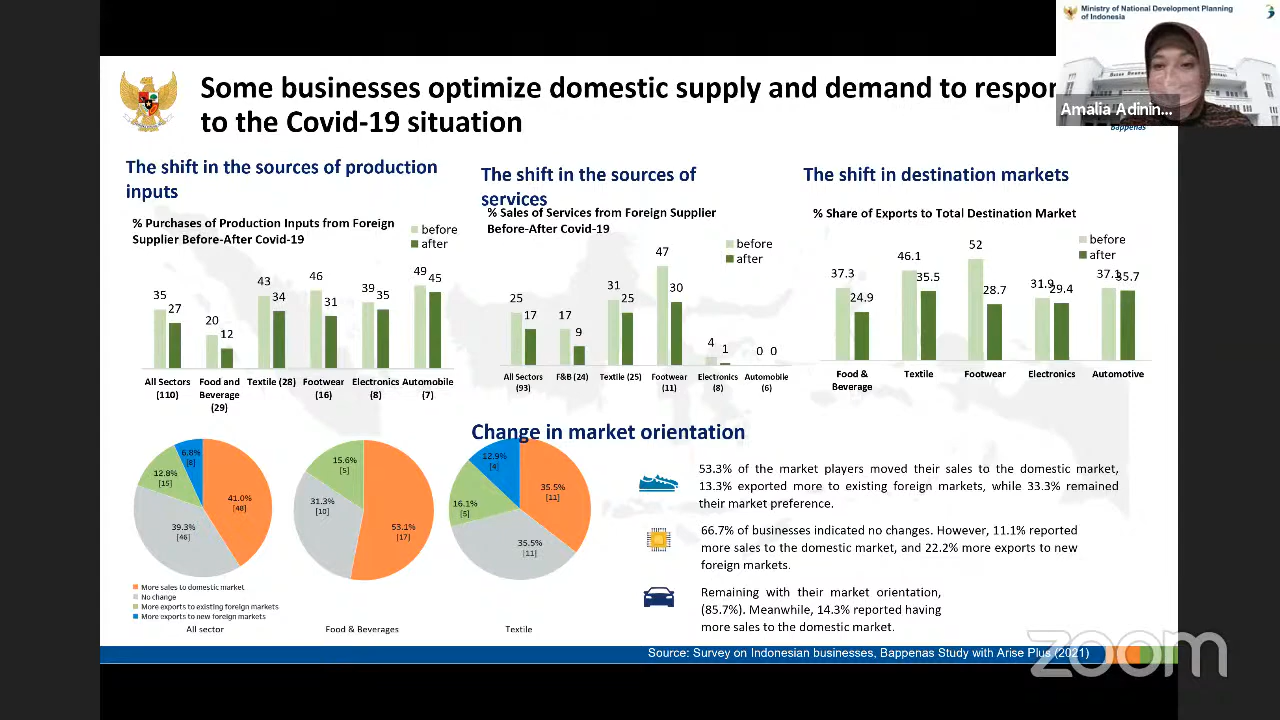 Ministry of National Development Planning
of Indonesia
Amalia Adinin...
Bappenas
Some businesses optimize domestic supply and demand to respon
to the Covid-19 situation
The shift in the sources of production
inputs
% Purchases of Production Inputs from Foreign
Supplier Before-After Covid-19
before
after
35
27
20
12
43
34
46
31
39
35
49
45
All Sectors
(110)
Food and
Beverage
(29)
Textile (28)
Footwear
(16)
Electronics
(8)
Automobile
(7)
The shift in the sources of
services
% Sales of Services from Foreign Supplier
Before-After Covid-19
before
after
25
17
17
9
31
25
47
30
4
1
0
0
All Sectors
(93)
F&B (24)
Textile (25)
Footwear
(11)
Electronics
(8)
Automobile
(6)
The shift in destination markets
% Share of Exports to Total Destination Market
before
after
37.3
24.9
46.1
35.5
52
28.7
31.9
29.4
37.1
35.7
Food &
Beverage
Textile
Footwear
Electronics
Automotive
Change in market orientation
6.8%
[8]
12.8%
[15]
41.0%
[48]
39.3%
[46]
15.6%
[5]
31.3%
[10]
53.1%
[17]
12.9%
[4]
35.5%
[11]
16.1%
[5]
35.5%
[11]
More sales to domestic market
No change
More exports to existing foreign markets
More exports to new foreign markets
All sector
Food & Beverages
Textile
53.3% of the market players moved their sales to the domestic market,
13.3% exported more to existing foreign markets, while 33.3% remained
their market preference.
66.7% of businesses indicated no changes. However, 11.1% reported
more sales to the domestic market, and 22.2% more exports to new
foreign markets.
Remaining with their market orientation,
(85.7%). Meanwhile, 14.3% reported having
more sales to the domestic market.
Source: Survey on Indonesian businesses, Bappenas Study with Arise Plus (2021)
zoom